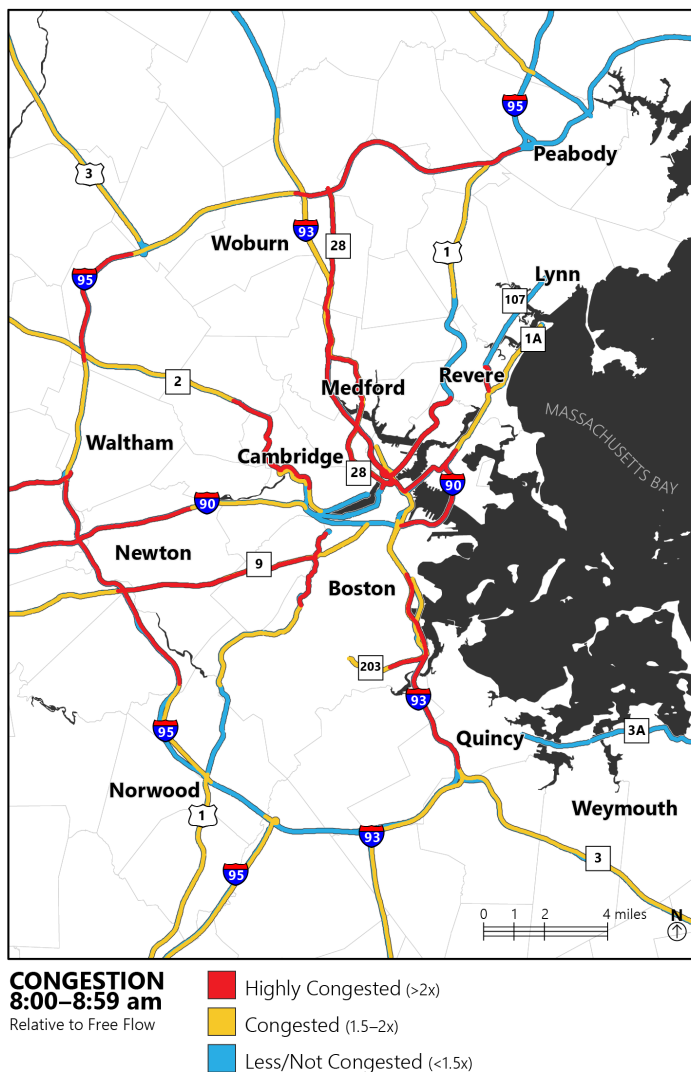 95
Peabody
3
Woburn
93
28
1
95
Lynn
107
1A
2
Medford
Revere
MASSACHUSETTS BAY
Waltham
Cambridge
28
90
90
Newton
9
Boston
203
93
Quincy
3A
95
Norwood
1
Weymouth
93
3
95
0 1 2 4 miles
N
CONGESTION
8:00–8:59 am
Relative to Free Flow
Highly Congested (>2x)
Congested (1.5–2x)
Less/Not Congested (<1.5x)